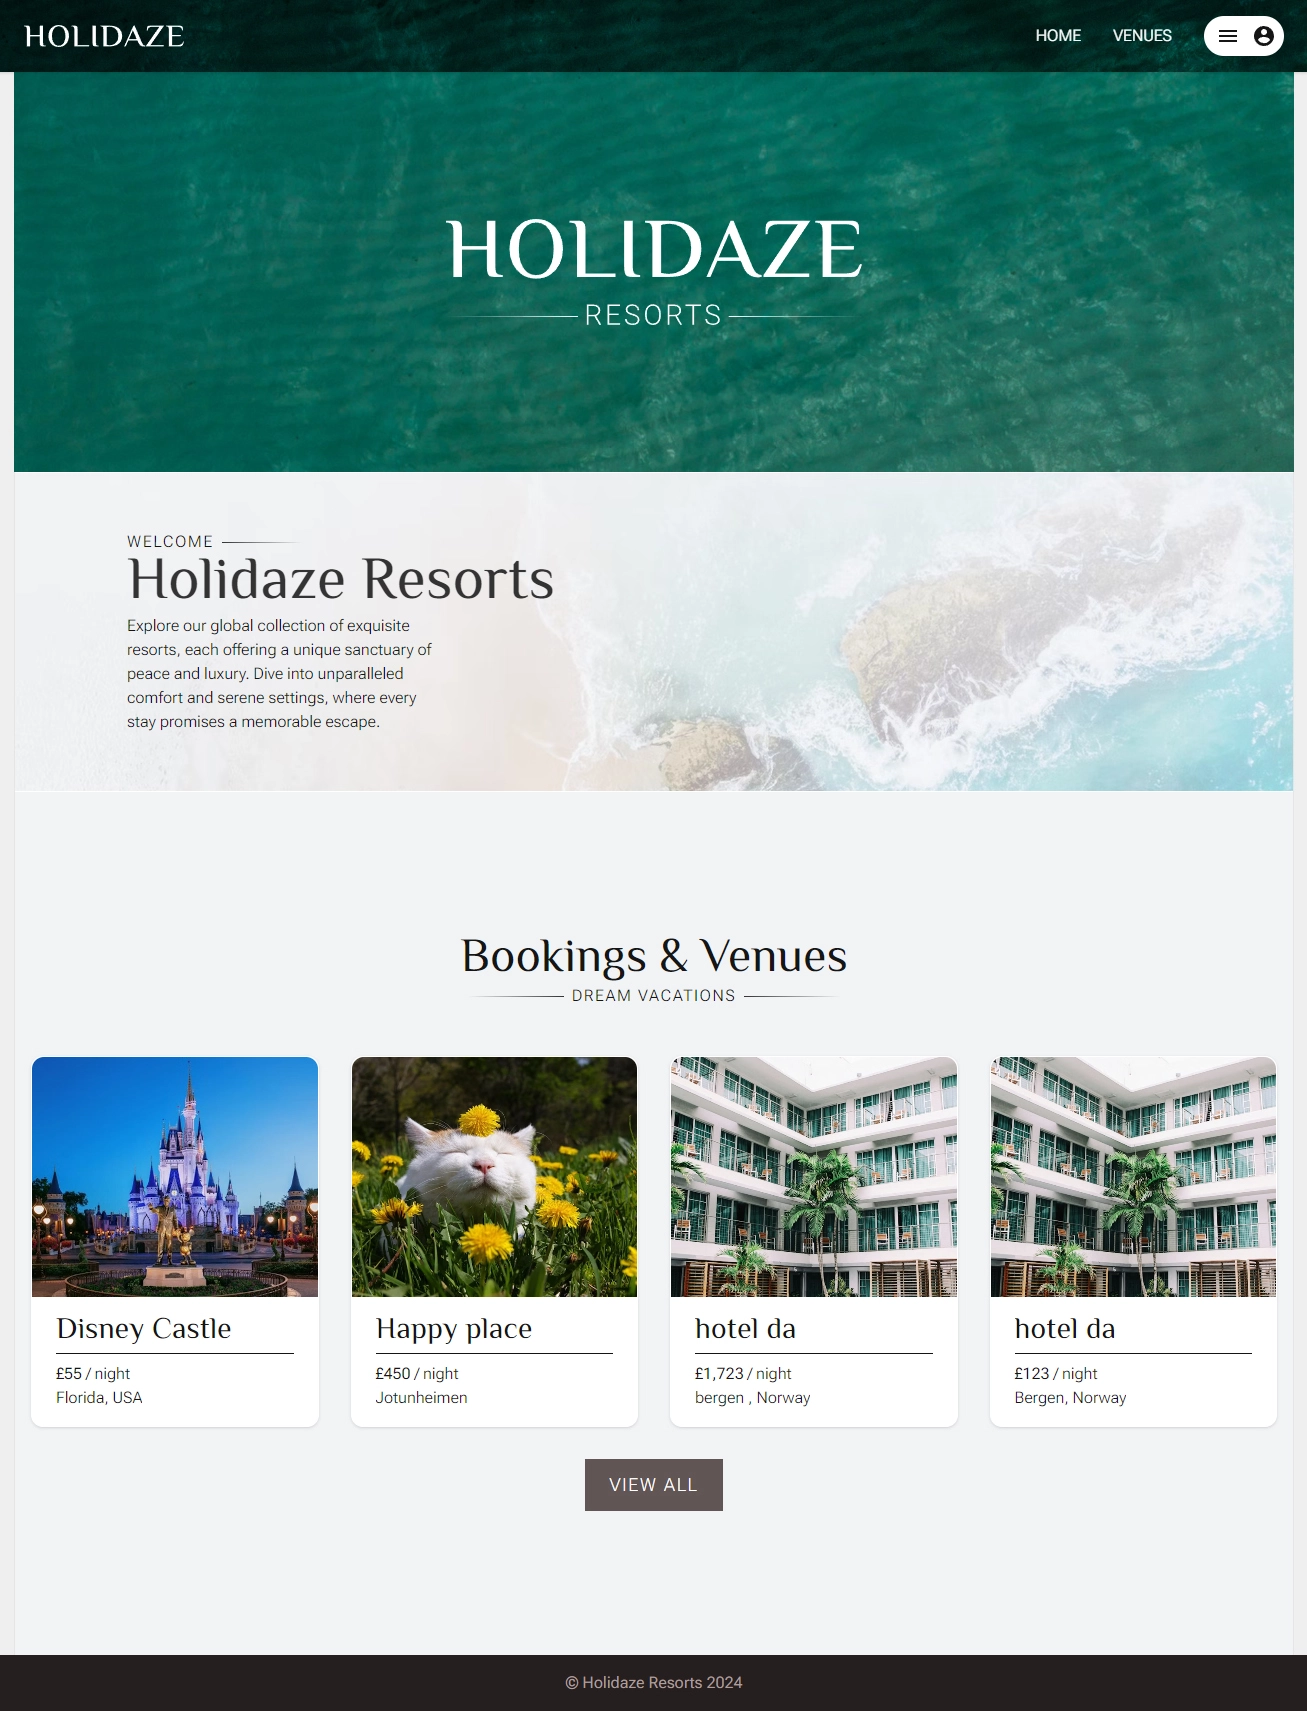 HOLIDAZE
HOME VENUES
HOLIDAZE
RESORTS
WELCOME
Holidaze Resorts
Explore our global collection of exquisite
resorts, each offering a unique sanctuary of
peace and luxury. Dive into unparalleled
comfort and serene settings, where every
stay promises a memorable escape.
Bookings & Venues
DREAM VACATIONS
Disney Castle
£55 / night
Florida, USA
Happy place
£450 / night
Jotunheimen
hotel da
£1,723 / night
bergen , Norway
hotel da
£123 / night
Bergen, Norway
VIEW ALL
© Holidaze Resorts 2024